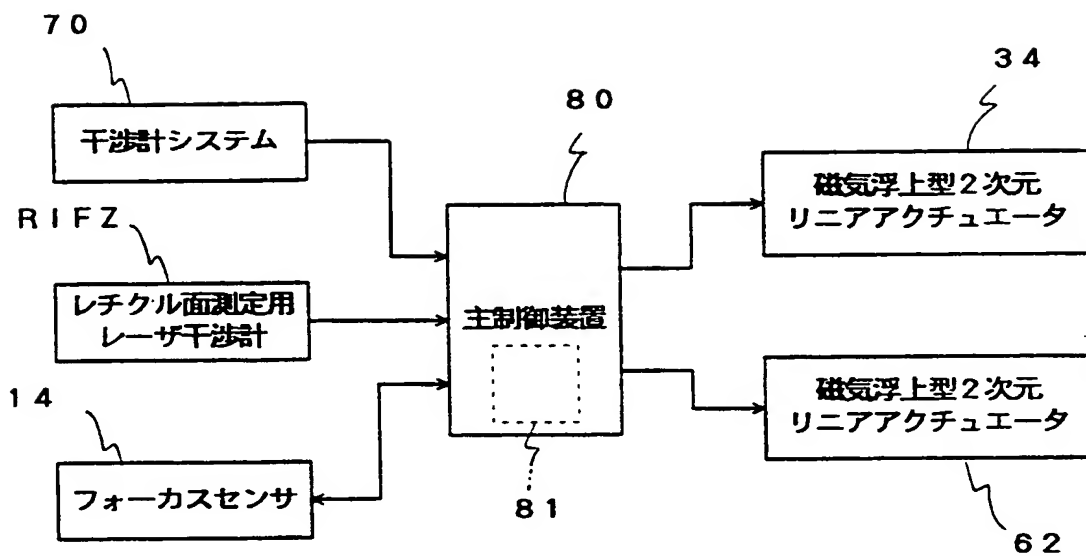 70
干渉計システム
RIFZ
レチクル面測定用
レーザ干渉計
14
フォーカスセンサ
80
主制御装置
81
34
磁気浮上型2次元
リニアアクチュエータ
磁気浮上型2次元
リニアアクチュエータ
62